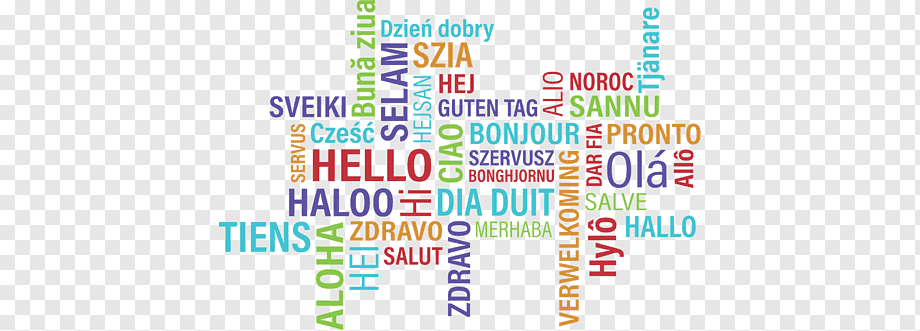 Bună ziua
Dzień dobry
Tjänare
SELAM
SZIA
HEJSAN
HEJ
ALIO
NOROC
SVEIKI
GUTEN TAG
SANNU
SERVUS
Cześć
CIAO
BONJOUR
DAR FIA
PRONTO
HELLO
SZERVUSZ
BONGHJORNU
VERWELKOMING
Olá
Allô
HALOO
Hi
DIA DUIT
SALVE
TIENS
ALOHA
ZDRAVO
ZDRAVO
MERHABA
Hylô
HALLO
HEI
SALUT